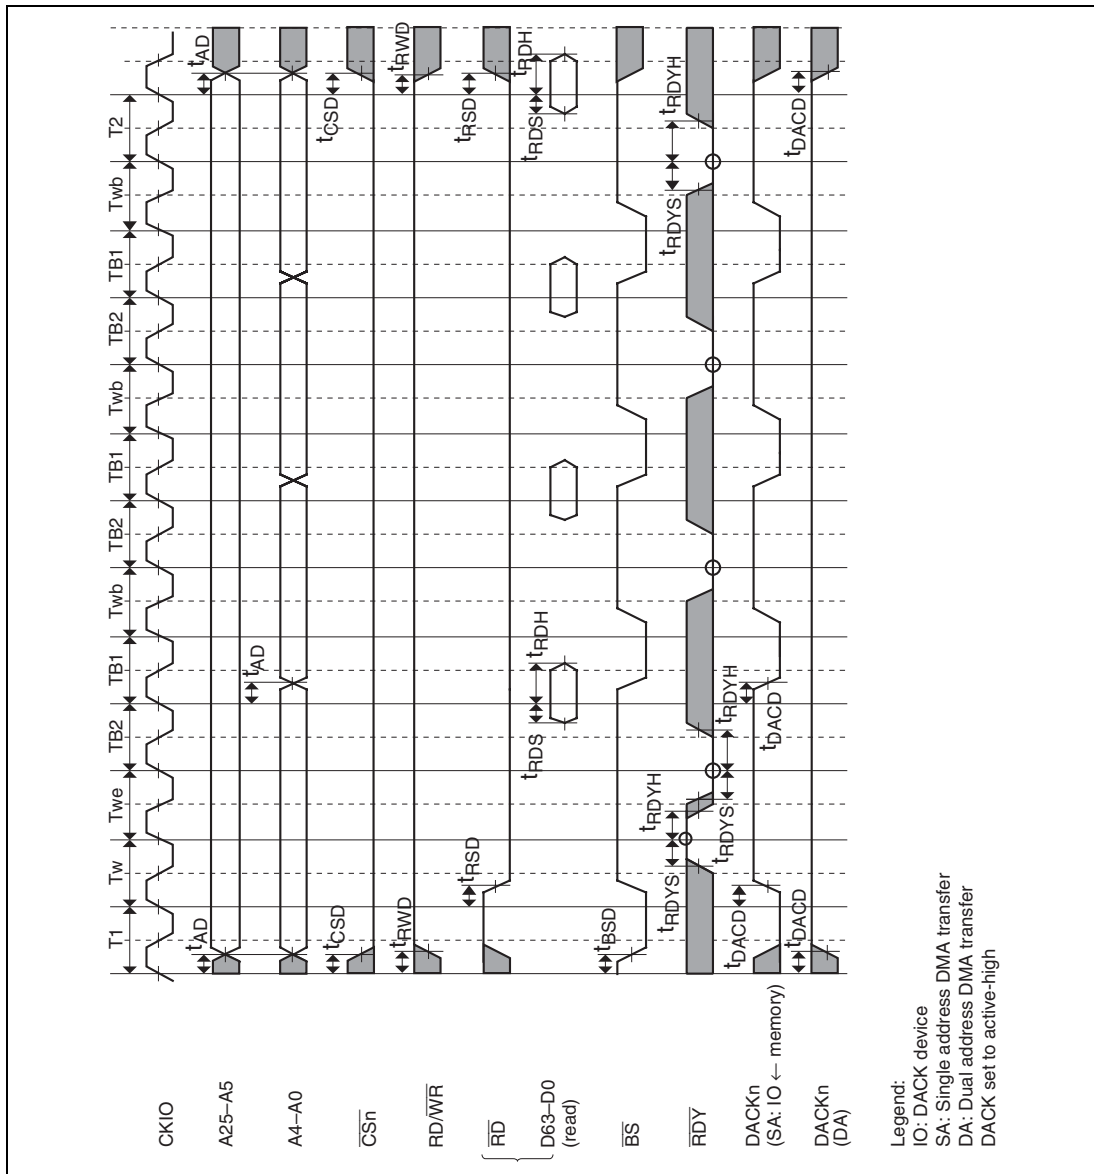 T1 Tw Twe TB2 TB1 Twb TB2 TB1 Twb TB2 TB1 Twb T2
CKIO
tAD tAD
A25–A5
tAD
A4–A0
tCSD tCSD
CSn
tRWD tRWD
RD/WR
tRSD tRSD
RD
tRDS tRDH tRDS tRDH
D63–D0
(read)
tBSD
BS
tRDYS tRDYH tRDYS tRDYH
RDY
tRDYS tRDYH
tDACD tDACD
DACKn
(SA: IO ← memory)
tDACD tDACD
DACKn
(DA)
Legend:
IO: DACK device
SA: Single address DMA transfer
DA: Dual address DMA transfer
DACK set to active-high